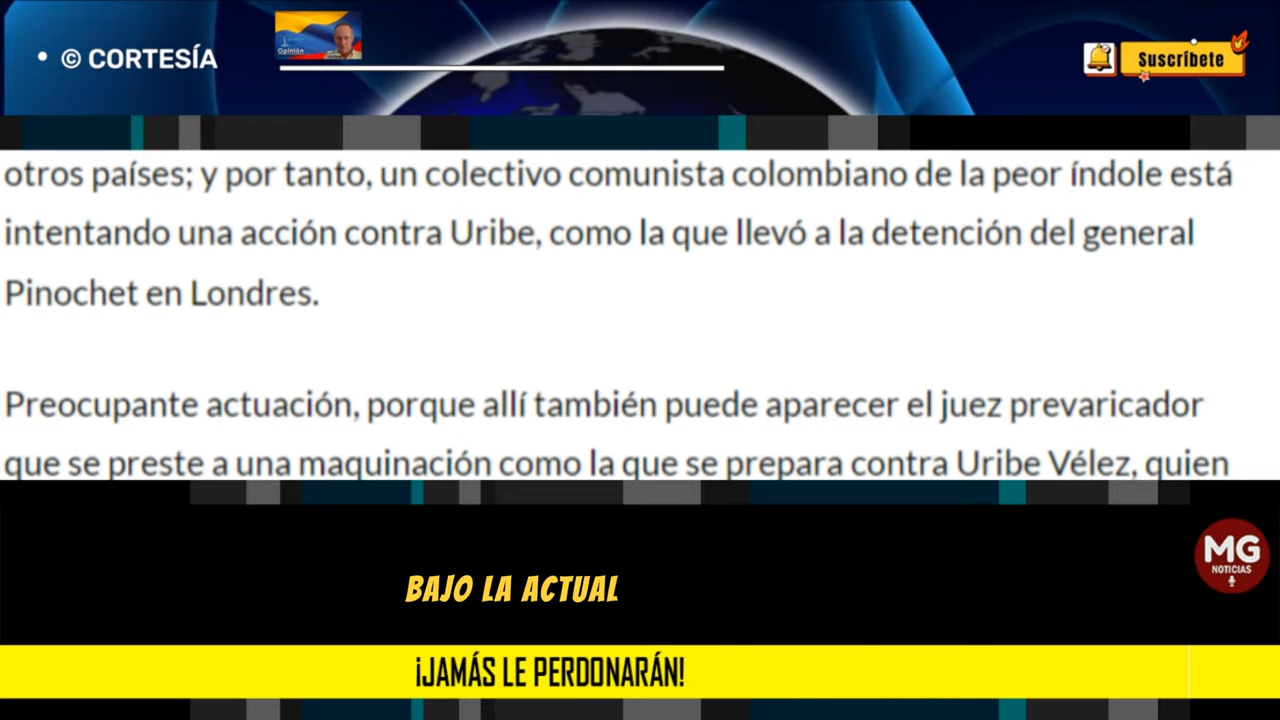 • © CORTESÍA
Opinión
Suscríbete
otros países; y por tanto, un colectivo comunista colombiano de la peor índole está
intentando una acción contra Uribe, como la que llevó a la detención del general
Pinochet en Londres.
Preocupante actuación, porque allí también puede aparecer el juez prevaricador
que se preste a una maquinación como la que se prepara contra Uribe Vélez, quien
MG
NOTICIAS
BAJO LA ACTUAL
¡JAMÁS LE PERDONARÁN!